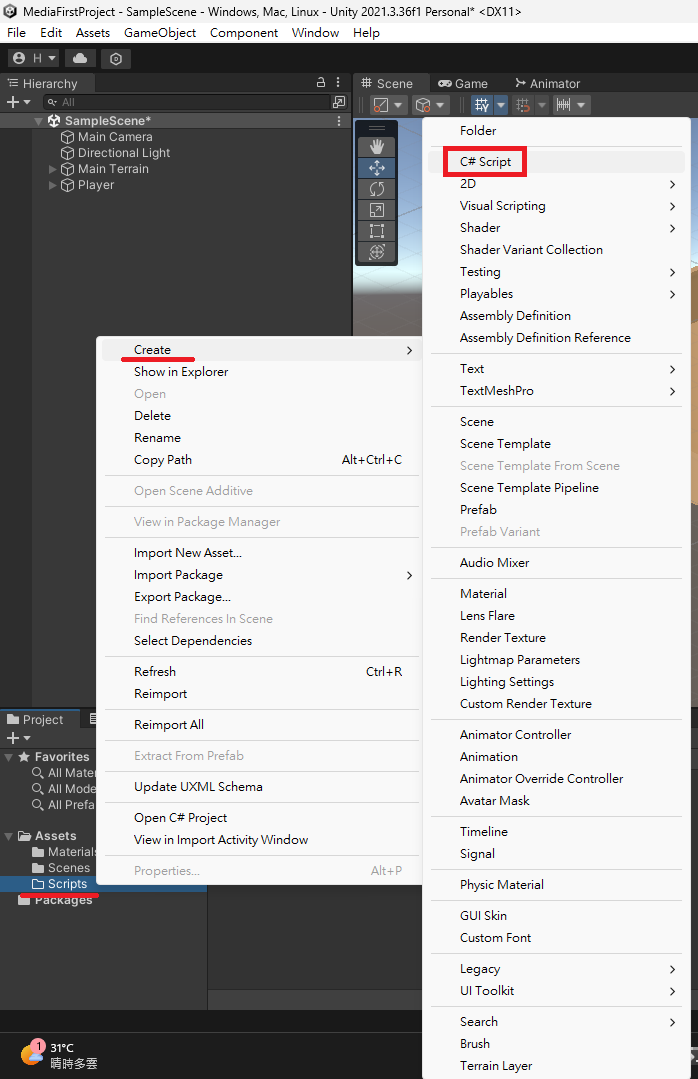 MediaFirstProject - SampleScene - Windows, Mac, Linux - Unity 2021.3.36f1 Personal* <DX11>
File Edit Assets GameObject Component Window Help
H
Hierarchy
All
SampleScene*
Main Camera
Directional Light
Main Terrain
Player
Scene Game Animator
Create
Show in Explorer
Open
Delete
Rename
Copy Path Alt+Ctrl+C
Open Scene Additive
View in Package Manager
Import New Asset...
Import Package
Export Package...
Find References In Scene
Select Dependencies
Refresh Ctrl+R
Reimport
Reimport All
Extract From Prefab
Update UXML Schema
Open C# Project
View in Import Activity Window
Properties... Alt+P
Folder
C# Script
2D
Visual Scripting
Shader
Shader Variant Collection
Testing
Playables
Assembly Definition
Assembly Definition Reference
Text
TextMeshPro
Scene
Scene Template
Scene Template From Scene
Scene Template Pipeline
Prefab
Prefab Variant
Audio Mixer
Material
Lens Flare
Render Texture
Lightmap Parameters
Lighting Settings
Custom Render Texture
Animator Controller
Animation
Animator Override Controller
Avatar Mask
Timeline
Signal
Physic Material
GUI Skin
Custom Font
Legacy
UI Toolkit
Search
Brush
Terrain Layer
Project
Favorites
All Mater
All Mode
All Prefa
Assets
Materials
Scenes
Scripts
Packages
1
31°C
晴時多雲